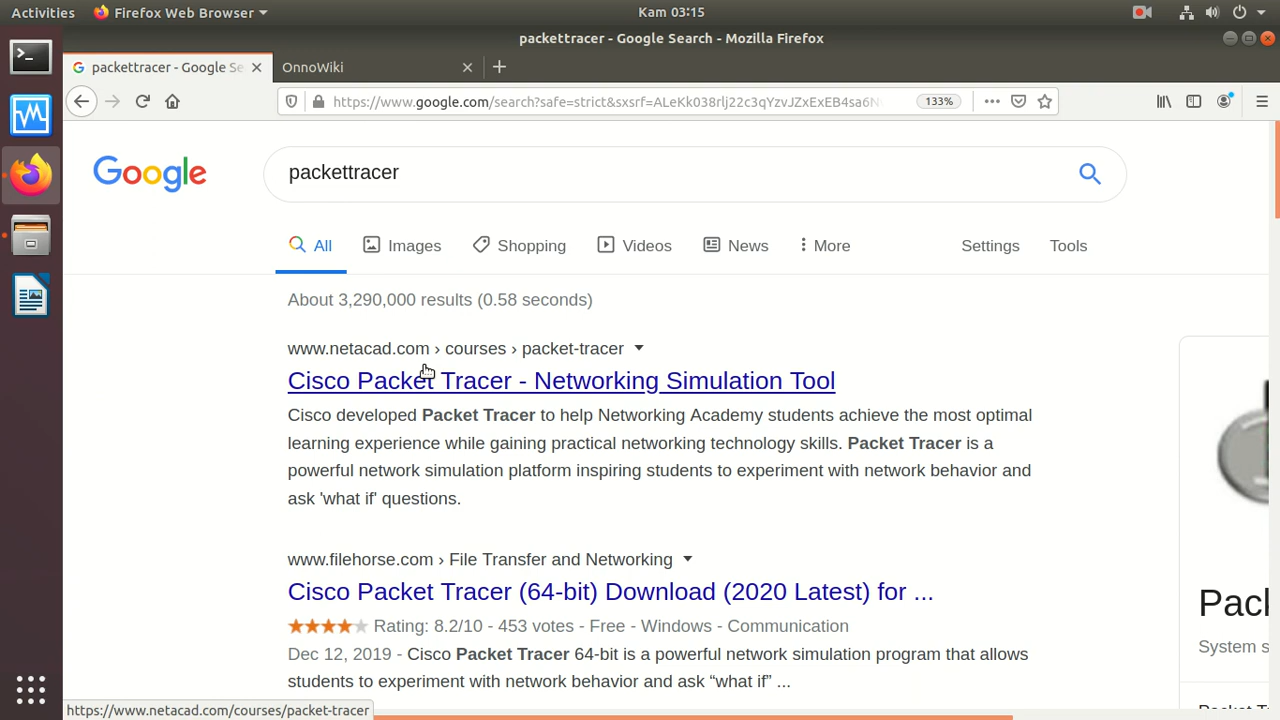 Activities Firefox Web Browser Kam 03:15
packettracer - Google Search - Mozilla Firefox
packettracer - Google Se OnnoWiki
https://www.google.com/search?safe=strict&sxsrf=ALeKk038rlj22c3qYzvJZxExEB4sa6N 133%
Google packettracer
All Images Shopping Videos News More Settings Tools
About 3,290,000 results (0.58 seconds)
www.netacad.com › courses › packet-tracer
Cisco Packet Tracer - Networking Simulation Tool
Cisco developed Packet Tracer to help Networking Academy students achieve the most optimal
learning experience while gaining practical networking technology skills. Packet Tracer is a
powerful network simulation platform inspiring students to experiment with network behavior and
ask 'what if' questions.
www.filehorse.com › File Transfer and Networking
Cisco Packet Tracer (64-bit) Download (2020 Latest) for ...
Rating: 8.2/10 - 453 votes - Free - Windows - Communication
Dec 12, 2019 - Cisco Packet Tracer 64-bit is a powerful network simulation program that allows
students to experiment with network behavior and ask “what if” ...
Pack
System s
https://www.netacad.com/courses/packet-tracer